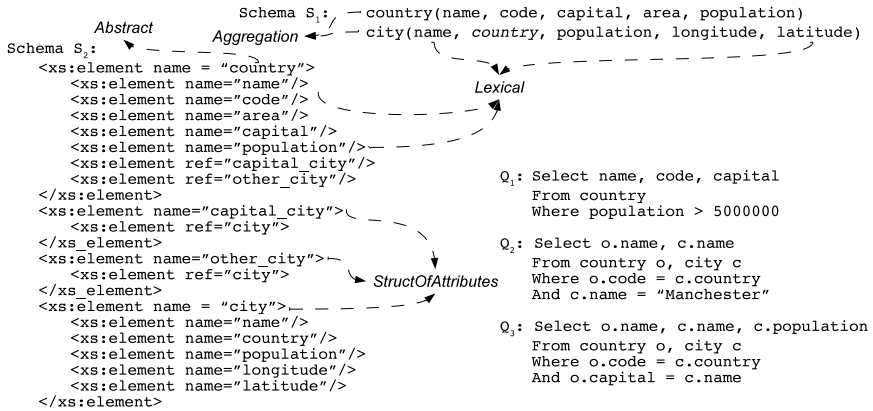 Schema S1: country(name, code, capital, area, population)
Abstract
Aggregation
city(name, country, population, longitude, latitude)
Schema S2:
<xs:element name = “country”>
Lexical
<xs:element name=”name”/>
<xs:element name=”code”/>
<xs:element name=”area”/>
<xs:element name=”capital”/>
<xs:element name=”population”/>
<xs:element ref=”capital_city”/>
<xs:element ref=”other_city”/>
</xs:element>
<xs:element name=”capital_city”>
<xs:element ref=”city”>
</xs_element>
<xs:element name=”other_city”>
<xs:element ref=”city”>
</xs_element>
StructOfAttributes
<xs:element name = “city”>
<xs:element name=”name”/>
<xs:element name=”country”/>
<xs:element name=”population”/>
<xs:element name=”longitude”/>
<xs:element name=”latitude”/>
</xs:element>
Q1: Select name, code, capital
From country
Where population > 5000000
Q2: Select o.name, c.name
From country o, city c
Where o.code = c.country
And c.name = “Manchester”
Q3: Select o.name, c.name, c.population
From country o, city c
Where o.code = c.country
And o.capital = c.name